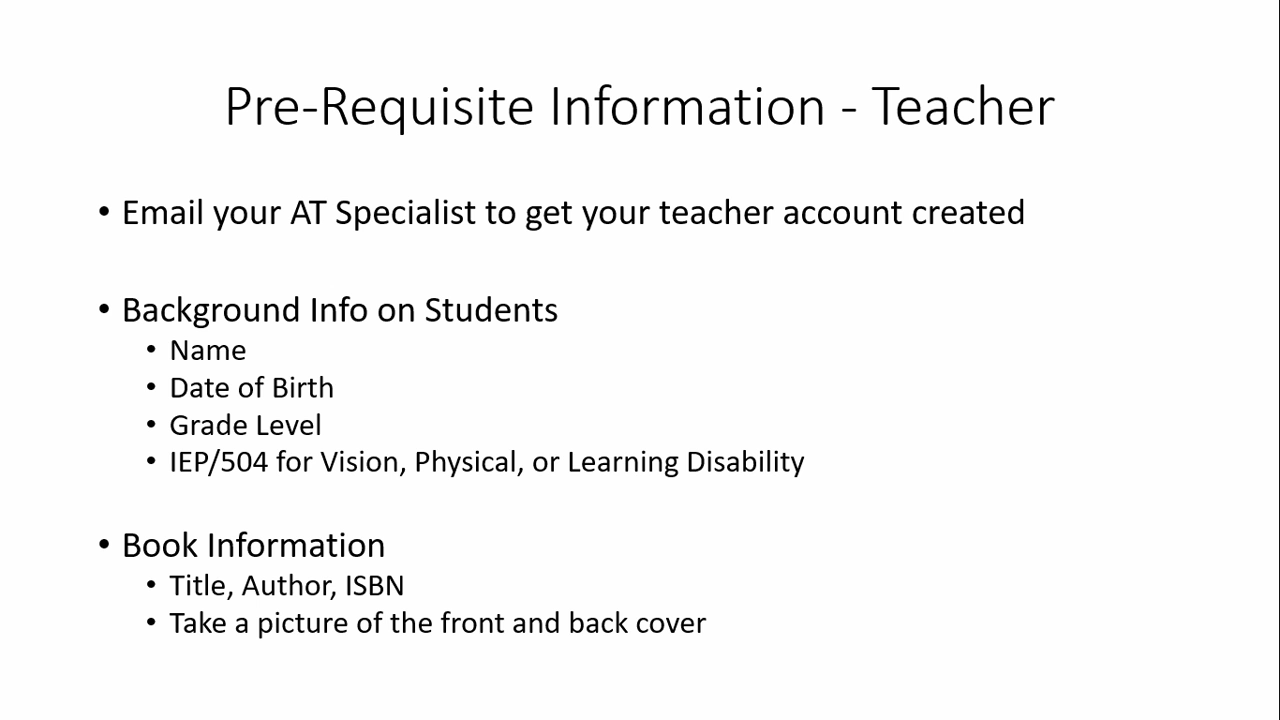 Pre-Requisite Information - Teacher
• Email your AT Specialist to get your teacher account created
• Background Info on Students
• Name
• Date of Birth
• Grade Level
• IEP/504 for Vision, Physical, or Learning Disability
• Book Information
• Title, Author, ISBN
• Take a picture of the front and back cover